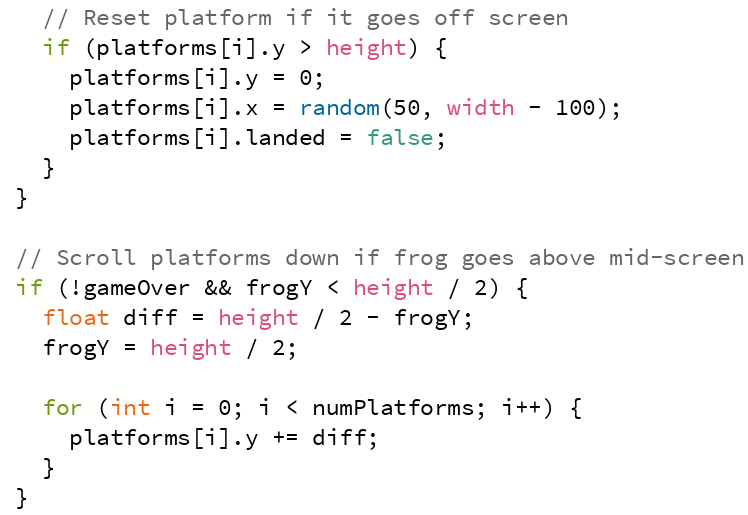 // Reset platform if it goes off screen
if (platforms[i].y > height) {
platforms[i].y = 0;
platforms[i].x = random(50, width - 100);
platforms[i].landed = false;
}
}
// Scroll platforms down if frog goes above mid-screen
if (!gameOver && frogY < height / 2) {
float diff = height / 2 - frogY;
frogY = height / 2;
for (int i = 0; i < numPlatforms; i++) {
platforms[i].y += diff;
}
}